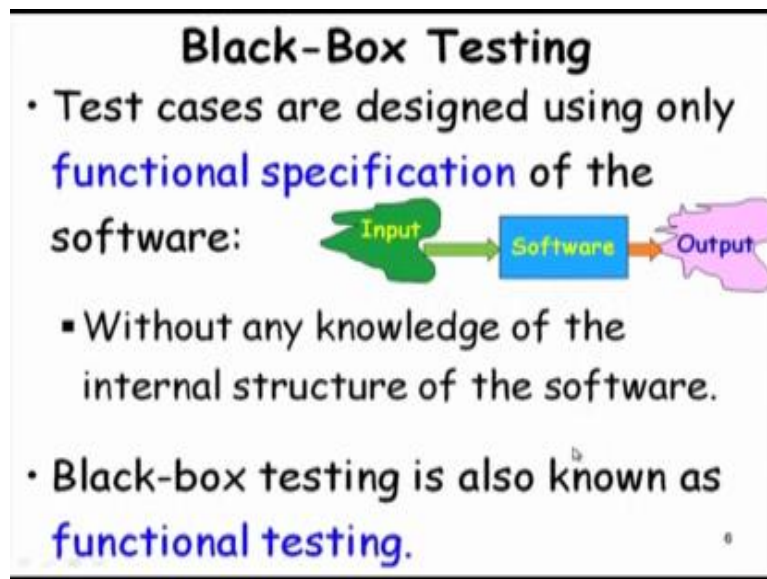 Black-Box Testing
• Test cases are designed using only
functional specification of the
software:
Input
Software
Output
▪ Without any knowledge of the
internal structure of the software.
• Black-box testing is also known as
functional testing.
6